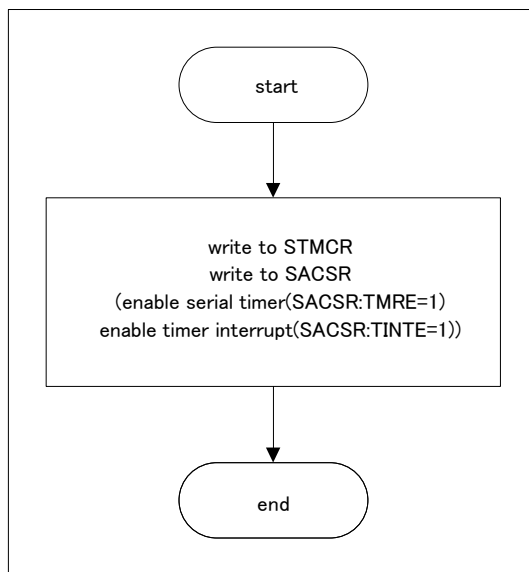 start
write to STMCR
write to SACSR
(enable serial timer(SACSR:TMRE=1)
enable timer interrupt(SACSR:TINTE=1))
end